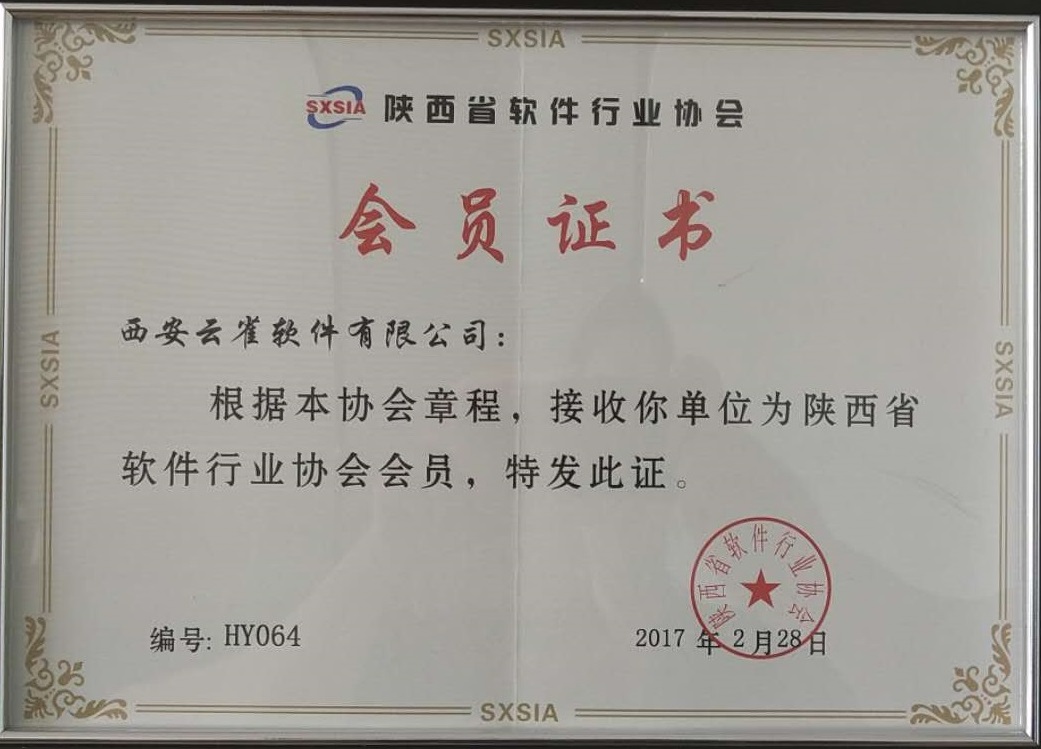 SXSIA
SXSIA 陕西省软件行业协会
会员证书
西安云雀软件有限公司:
根据本协会章程，接收你单位为陕西省
软件行业协会会员，特发此证。
SXSIA
SXSIA
陕西省软件行业协会
编号: HY064
2017 年 2 月 28 日
SXSIA